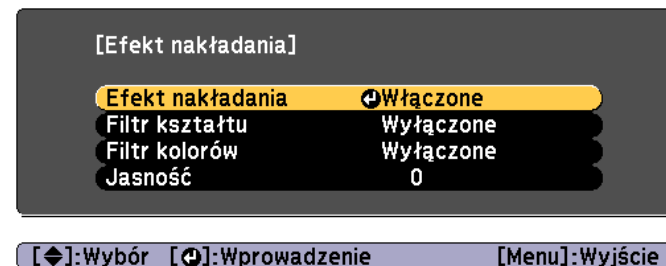 [Efekt nakładania]
Efekt nakładania Włączone
Filtr kształtu Wyłączone
Filtr kolorów Wyłączone
Jasność 0
[◆]:Wybór [⏎]:Wprowadzenie [Menu]:Wyjście